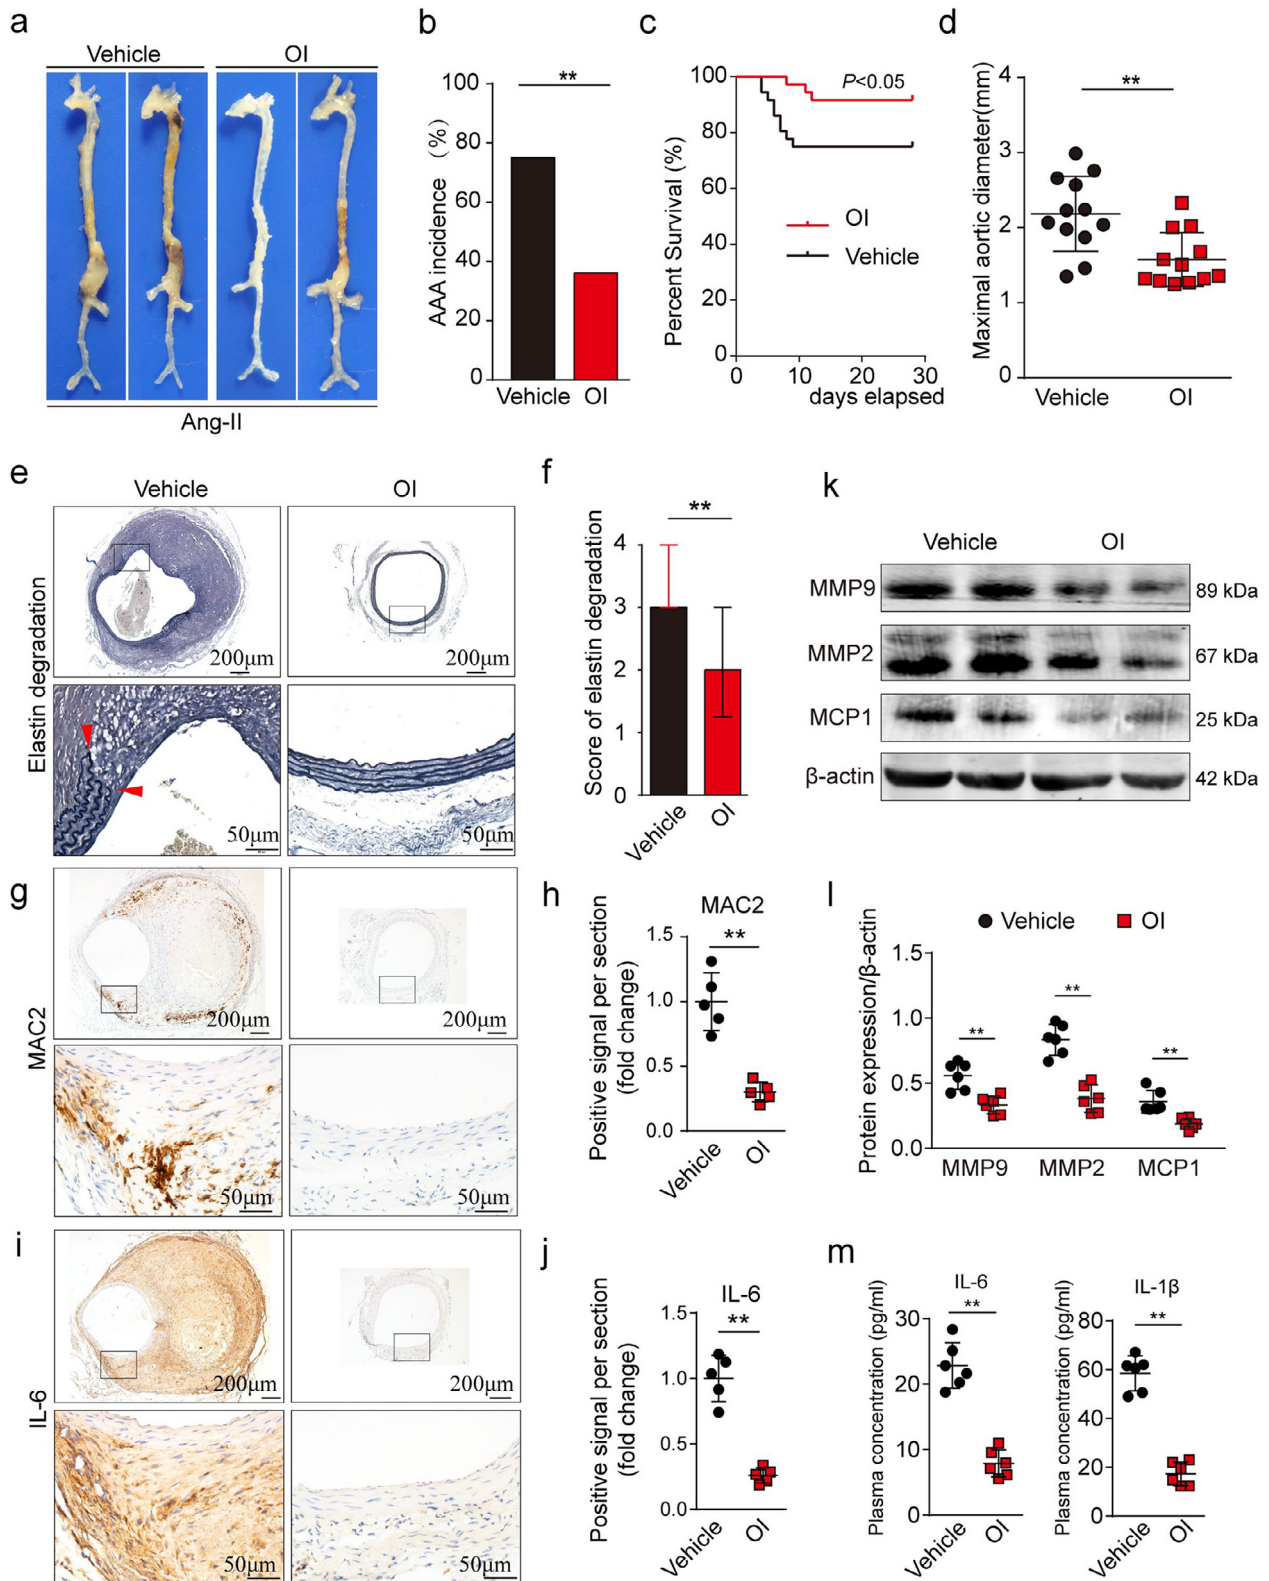 a
Vehicle
OI
Ang-II
b
**
100
80
60
40
20
0
AAA incidence (%)
Vehicle
OI
c
100
80
60
40
20
0
Percent Survival (%)
P<0.05
OI
Vehicle
0
10
20
30
days elapsed
d
**
4
3
2
1
0
Maximal aortic diameter(mm)
Vehicle
OI
e
Vehicle
OI
Elastin degradation
200μm
200μm
50μm
50μm
f
**
4
3
2
1
0
Score of elastin degradation
Vehicle
OI
k
Vehicle
OI
MMP9
89 kDa
MMP2
67 kDa
MCP1
25 kDa
β-actin
42 kDa
g
MAC2
200μm
200μm
50μm
50μm
h
MAC2
**
1.5
1.0
0.5
0.0
Positive signal per section
(fold change)
Vehicle
OI
l
Vehicle
OI
1.5
1.0
0.5
0.0
Protein expression/β-actin
**
**
**
MMP9
MMP2
MCP1
i
IL-6
200μm
200μm
50μm
50μm
j
IL-6
**
1.5
1.0
0.5
0.0
Positive signal per section
(fold change)
Vehicle
OI
m
IL-6
**
30
20
10
0
Plasma concentration (pg/ml)
Vehicle
OI
IL-1β
**
80
60
40
20
0
Plasma concentration (pg/ml)
Vehicle
OI